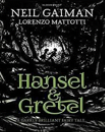 NEIL GAIMAN
LORENZO MATTOTTI
Hansel
& Gretel